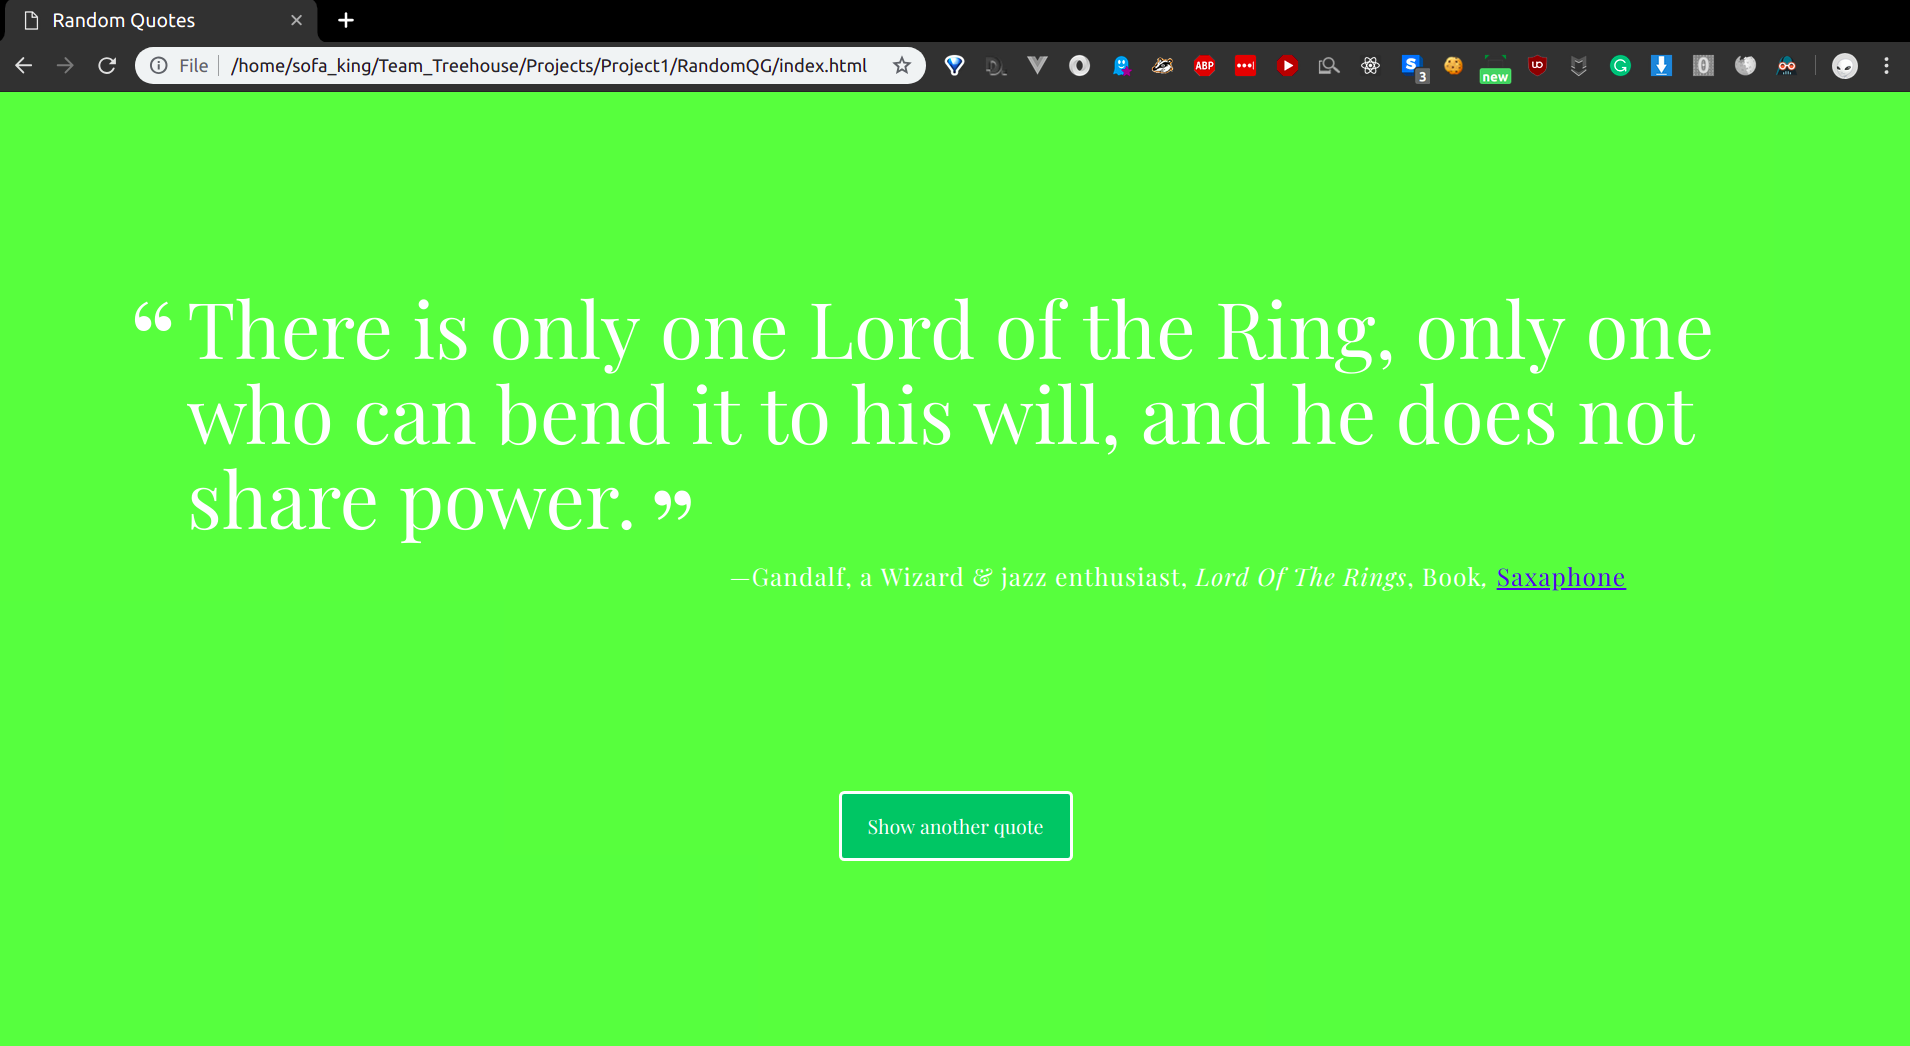 Random Quotes
File /home/sofa_king/Team_Treehouse/Projects/Project1/RandomQG/index.html
ABP
S
3
new
“ There is only one Lord of the Ring, only one
who can bend it to his will, and he does not
share power. ”
—Gandalf, a Wizard & jazz enthusiast, Lord Of The Rings, Book, Saxaphone
Show another quote